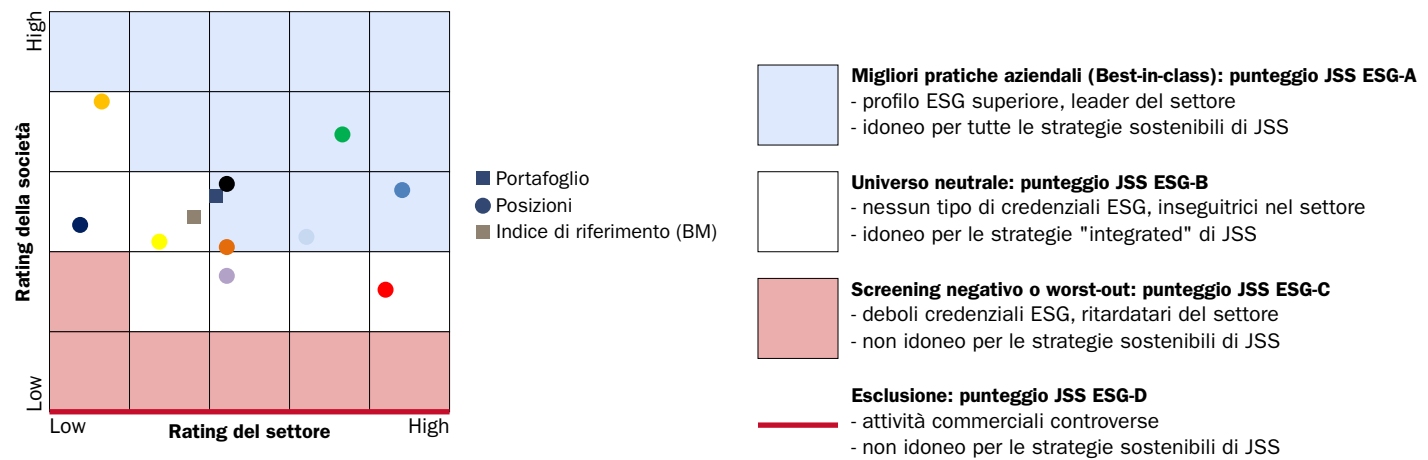 High
Rating della società
Low
Low
Rating del settore
High
Portafoglio
Posizioni
Indice di riferimento (BM)
Migliori pratiche aziendali (Best-in-class): punteggio JSS ESG-A
- profilo ESG superiore, leader del settore
- idoneo per tutte le strategie sostenibili di JSS
Universo neutrale: punteggio JSS ESG-B
- nessun tipo di credenziali ESG, inseguitrici nel settore
- idoneo per le strategie "integrated" di JSS
Screening negativo o worst-out: punteggio JSS ESG-C
- deboli credenziali ESG, ritardatari del settore
- non idoneo per le strategie sostenibili di JSS
Esclusione: punteggio JSS ESG-D
- attività commerciali controverse
- non idoneo per le strategie sostenibili di JSS